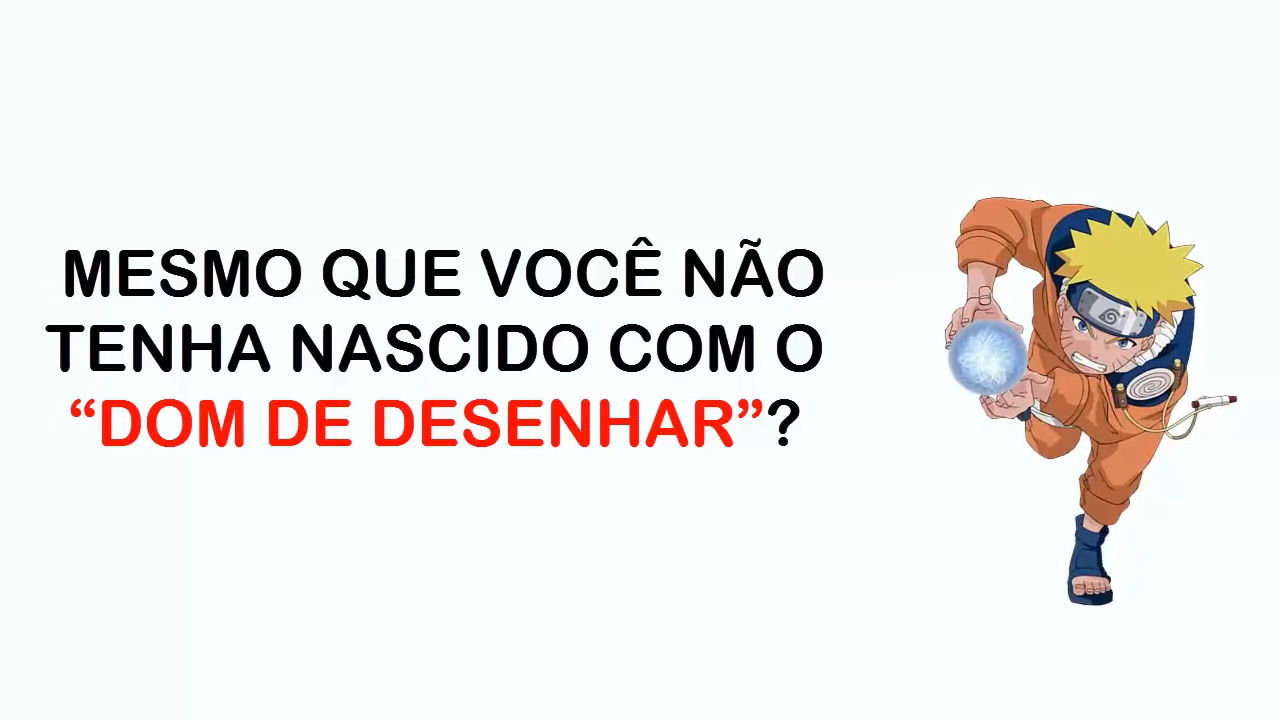 MESMO QUE VOCÊ NÃO
TENHA NASCIDO COM O
“DOM DE DESENHAR”?